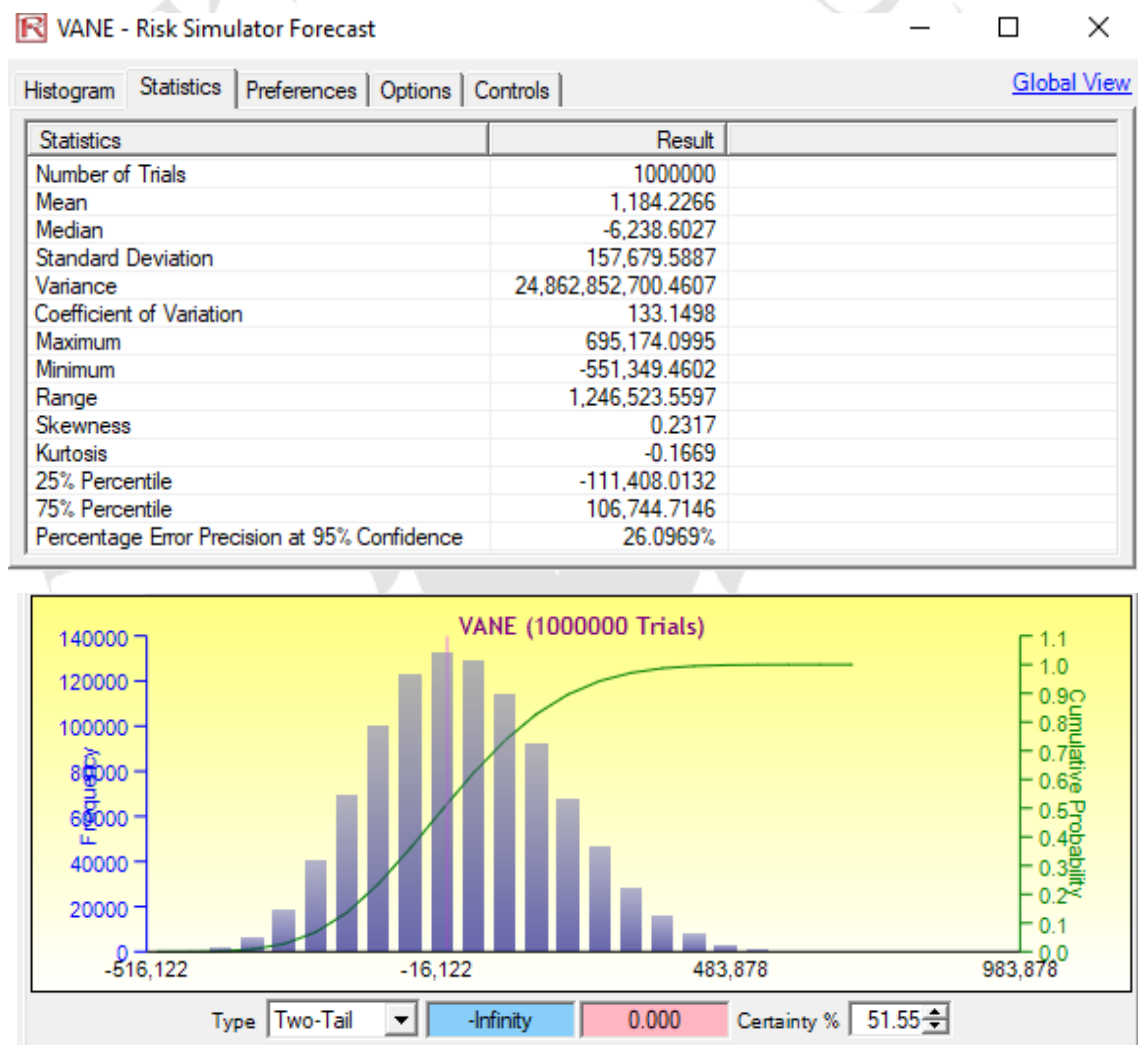 VANE - Risk Simulator Forecast
Histogram Statistics Preferences Options Controls Global View
Statistics Result
Number of Trials 1000000
Mean 1,184.2266
Median -6,238.6027
Standard Deviation 157,679.5887
Variance 24,862,852,700.4607
Coefficient of Variation 133.1498
Maximum 695,174.0995
Minimum -551,349.4602
Range 1,246,523.5597
Skewness 0.2317
Kurtosis -0.1669
25% Percentile -111,408.0132
75% Percentile 106,744.7146
Percentage Error Precision at 95% Confidence 26.0969%
VANE (1000000 Trials)
140000
120000
100000
80000
60000
40000
20000
0
Frequency
1.1
1.0
0.9
0.8
0.7
0.6
0.5
0.4
0.3
0.2
0.1
0.0
Cumulative Probability
-516,122 -16,122 483,878 983,878
Type Two-Tail -Infinity 0.000 Certainty % 51.55